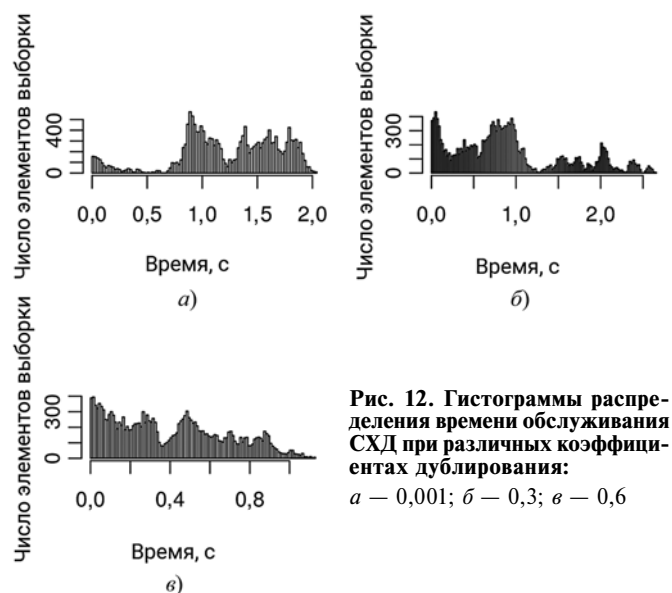 Число элементов выборки
400
0
0,0 0,5 1,0 1,5 2,0
Время, с
а)
Число элементов выборки
300
0
0,0 1,0 2,0
Время, с
б)
Число элементов выборки
300
0
0,0 0,4 0,8
Время, с
в)
Рис. 12. Гистограммы распре-
деления времени обслуживания
СХД при различных коэффици-
ентах дублирования:
а — 0,001; б — 0,3; в — 0,6